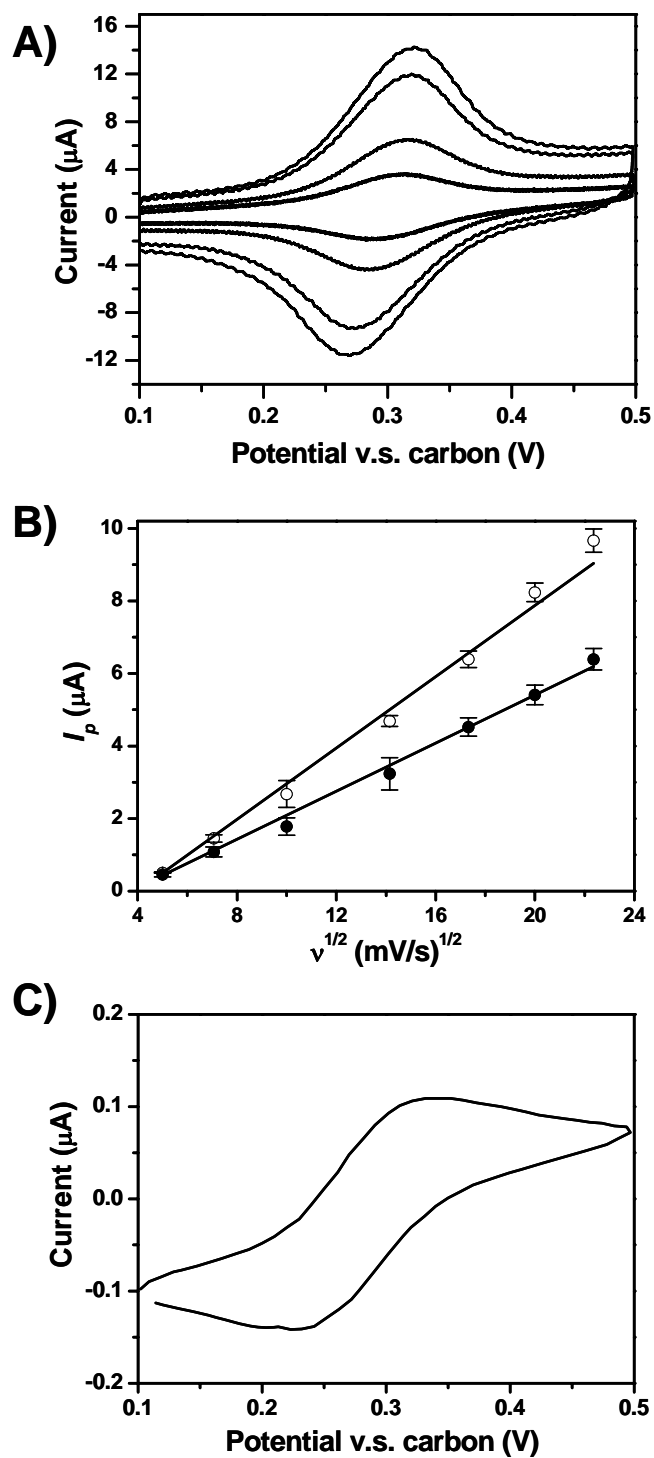 A)
16
12
8
4
0
-4
-8
-12
Current (μA)
0.1 0.2 0.3 0.4 0.5
Potential v.s. carbon (V)
B)
10
8
6
4
2
0
Ip (μA)
4 8 12 16 20 24
ν1/2 (mV/s)1/2
C)
0.2
0.1
0.0
-0.1
-0.2
Current (μA)
0.1 0.2 0.3 0.4 0.5
Potential v.s. carbon (V)